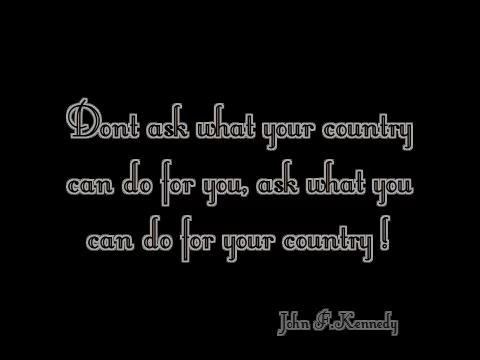 Dont ask what your country
can do for you, ask what you
can do for your country !
John F.Kennedy